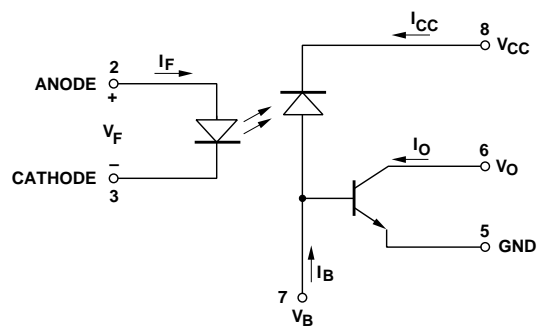 I_CC
8
V_CC
2
I_F
ANODE
+
V_F
–
CATHODE
3
I_O
6
V_O
5
GND
I_B
7
V_B